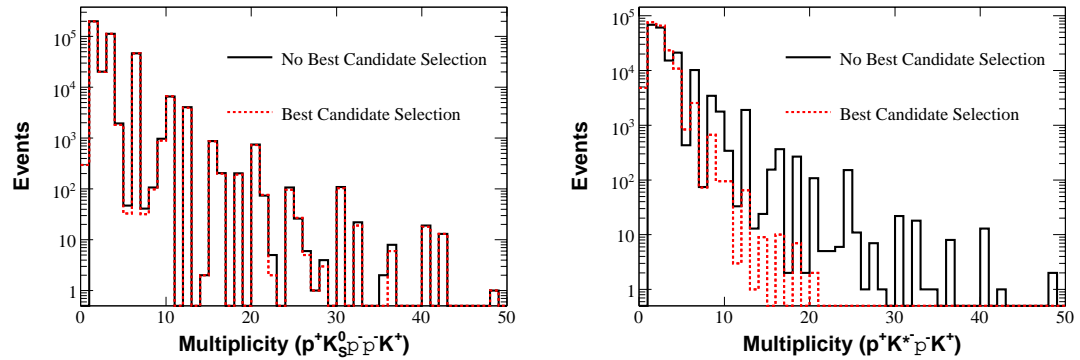 10⁵
10⁴
10³
10²
10
1
Events
No Best Candidate Selection
Best Candidate Selection
0 10 20 30 40 50
Multiplicity (p⁺K⁰_S p⁻p⁻K⁺)
10⁵
10⁴
10³
10²
10
1
Events
No Best Candidate Selection
Best Candidate Selection
0 10 20 30 40 50
Multiplicity (p⁺K*⁻p⁻K⁺)